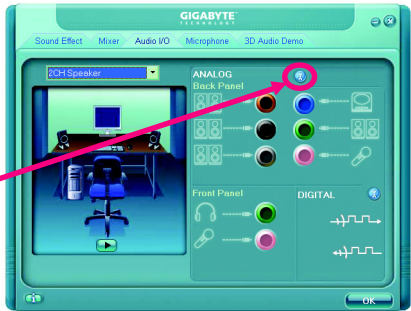 GIGABYTE
TECHNOLOGY
Sound Effect Mixer Audio I/O Microphone 3D Audio Demo
2CH Speaker
ANALOG
Back Panel
Front Panel
DIGITAL
OK